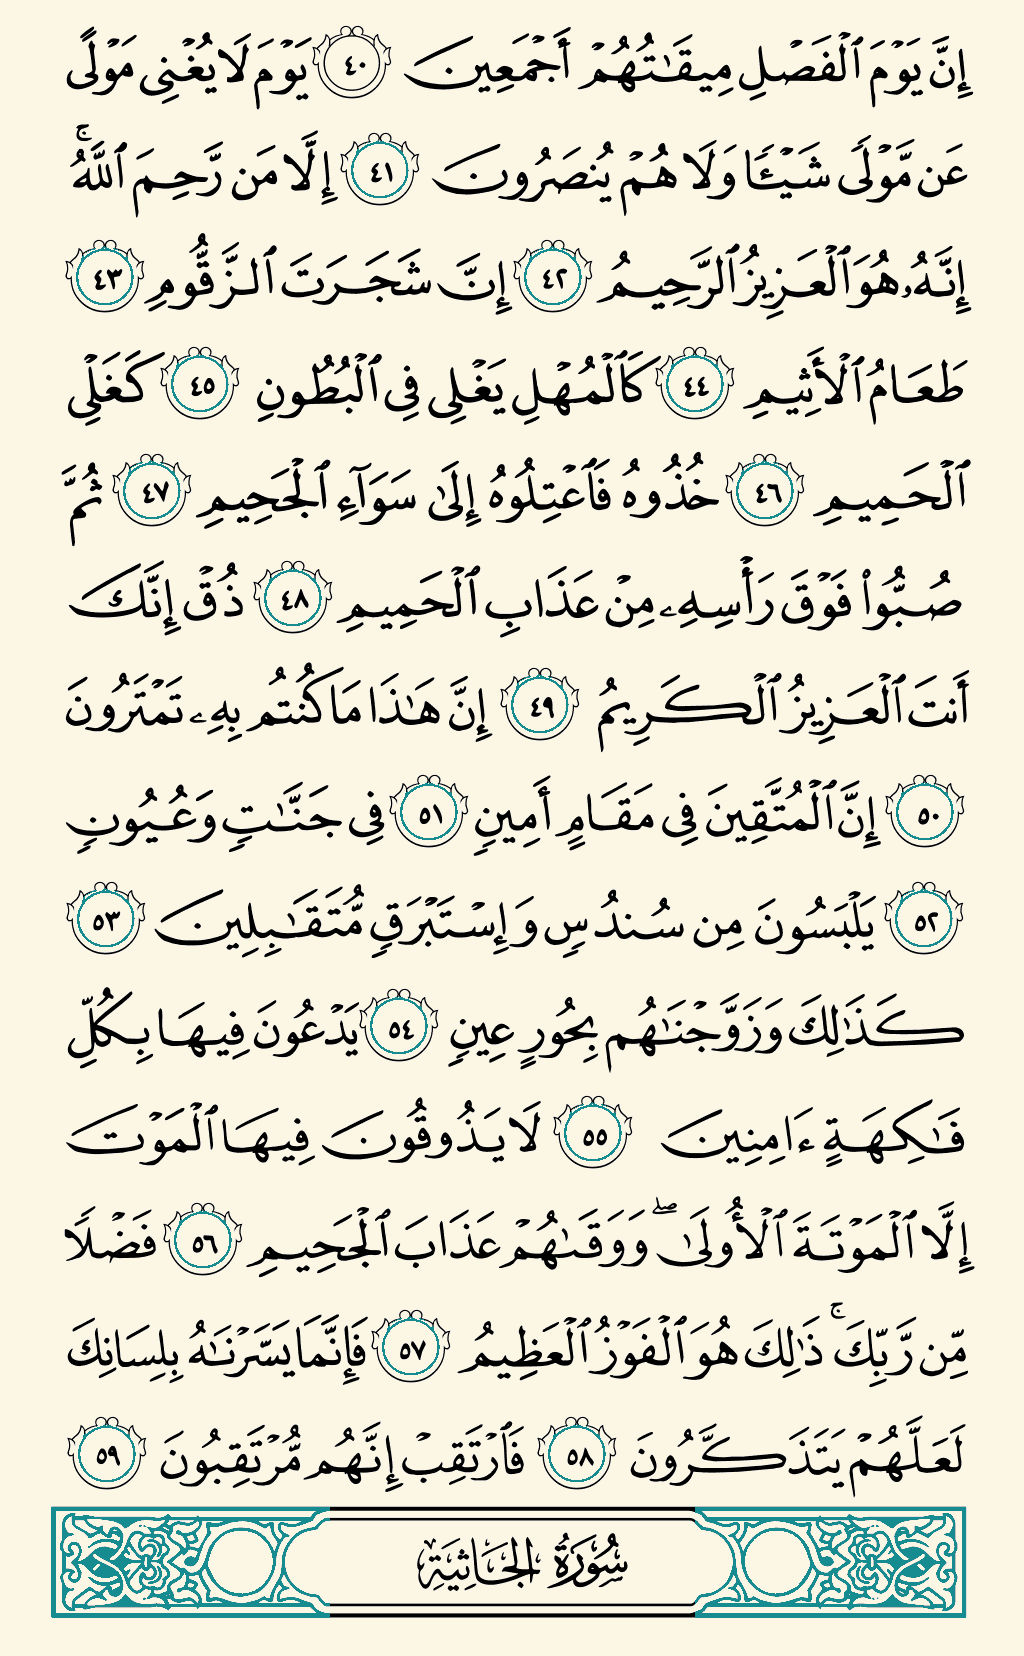 إِنَّ يَوْمَ ٱلْفَصْلِ مِيقَـٰتُهُمْ أَجْمَعِينَ ٤٠ يَوْمَ لَا يُغْنِى مَوْلًى
عَن مَّوْلًى شَيْـًٔا وَلَا هُمْ يُنصَرُونَ ٤١ إِلَّا مَن رَّحِمَ ٱللَّهُ ۚ
إِنَّهُۥ هُوَ ٱلْعَزِيزُ ٱلرَّحِيمُ ٤٢ إِنَّ شَجَرَتَ ٱلزَّقُّومِ ٤٣
طَعَامُ ٱلْأَثِيمِ ٤٤ كَٱلْمُهْلِ يَغْلِى فِى ٱلْبُطُونِ ٤٥ كَغَلْىِ
ٱلْحَمِيمِ ٤٦ خُذُوهُ فَٱعْتِلُوهُ إِلَىٰ سَوَآءِ ٱلْجَحِيمِ ٤٧ ثُمَّ
صُبُّوا۟ فَوْقَ رَأْسِهِۦ مِنْ عَذَابِ ٱلْحَمِيمِ ٤٨ ذُقْ إِنَّكَ
أَنتَ ٱلْعَزِيزُ ٱلْكَرِيمُ ٤٩ إِنَّ هَـٰذَا مَا كُنتُم بِهِۦ تَمْتَرُونَ
٥٠ إِنَّ ٱلْمُتَّقِينَ فِى مَقَامٍ أَمِينٍ ٥١ فِى جَنَّـٰتٍ وَعُيُونٍ
٥٢ يَلْبَسُونَ مِن سُندُسٍ وَإِسْتَبْرَقٍ مُّتَقَـٰبِلِينَ ٥٣
كَذَٰلِكَ وَزَوَّجْنَـٰهُم بِحُورٍ عِينٍ ٥٤ يَدْعُونَ فِيهَا بِكُلِّ
فَـٰكِهَةٍ ءَامِنِينَ ٥٥ لَا يَذُوقُونَ فِيهَا ٱلْمَوْتَ
إِلَّا ٱلْمَوْتَةَ ٱلْأُولَىٰ ۖ وَوَقَىٰهُمْ عَذَابَ ٱلْجَحِيمِ ٥٦ فَضْلًا
مِّن رَّبِّكَ ۚ ذَٰلِكَ هُوَ ٱلْفَوْزُ ٱلْعَظِيمُ ٥٧ فَإِنَّمَا يَسَّرْنَـٰهُ بِلِسَانِكَ
لَعَلَّهُمْ يَتَذَكَّرُونَ ٥٨ فَٱرْتَقِبْ إِنَّهُم مُّرْتَقِبُونَ ٥٩
سُورَةُ الجَاثِيَةِ